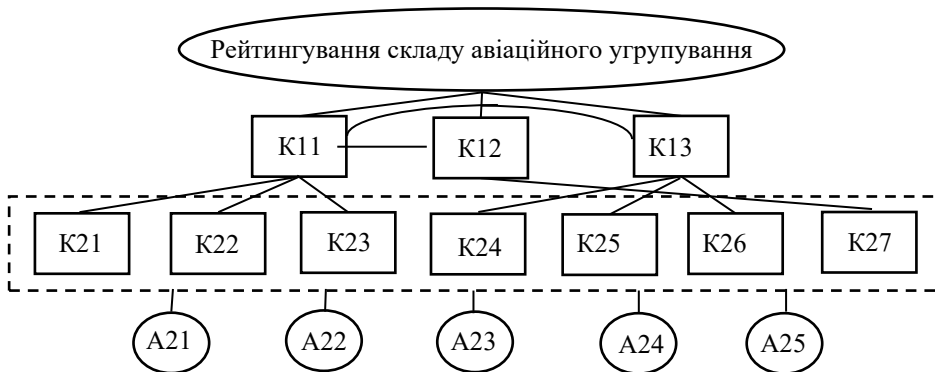 Рейтингування складу авіаційного угрупування
К11
К12
К13
К21
К22
К23
К24
К25
К26
К27
А21
А22
А23
А24
А25